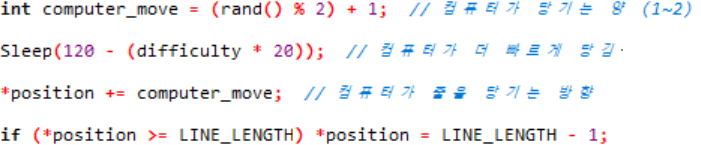 int computer_move = (rand() % 2) + 1; // 컴퓨터가 당기는 양 (1~2)
Sleep(120 - (difficulty * 20)); // 컴퓨터가 더 빠르게 당김
*position += computer_move; // 컴퓨터가 줄을 당기는 방향
if (*position >= LINE_LENGTH) *position = LINE_LENGTH - 1;